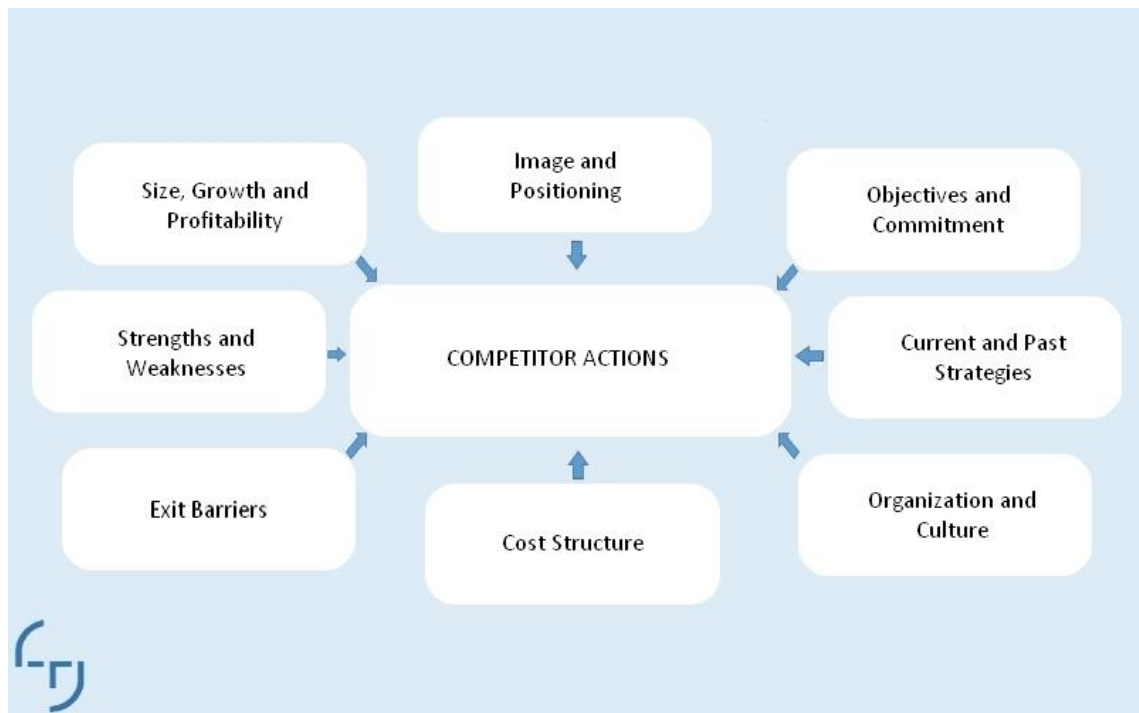 Image and
Positioning
Size, Growth and
Profitability
Objectives and
Commitment
Strengths and
Weaknesses
COMPETITOR ACTIONS
Current and Past
Strategies
Exit Barriers
Cost Structure
Organization and
Culture